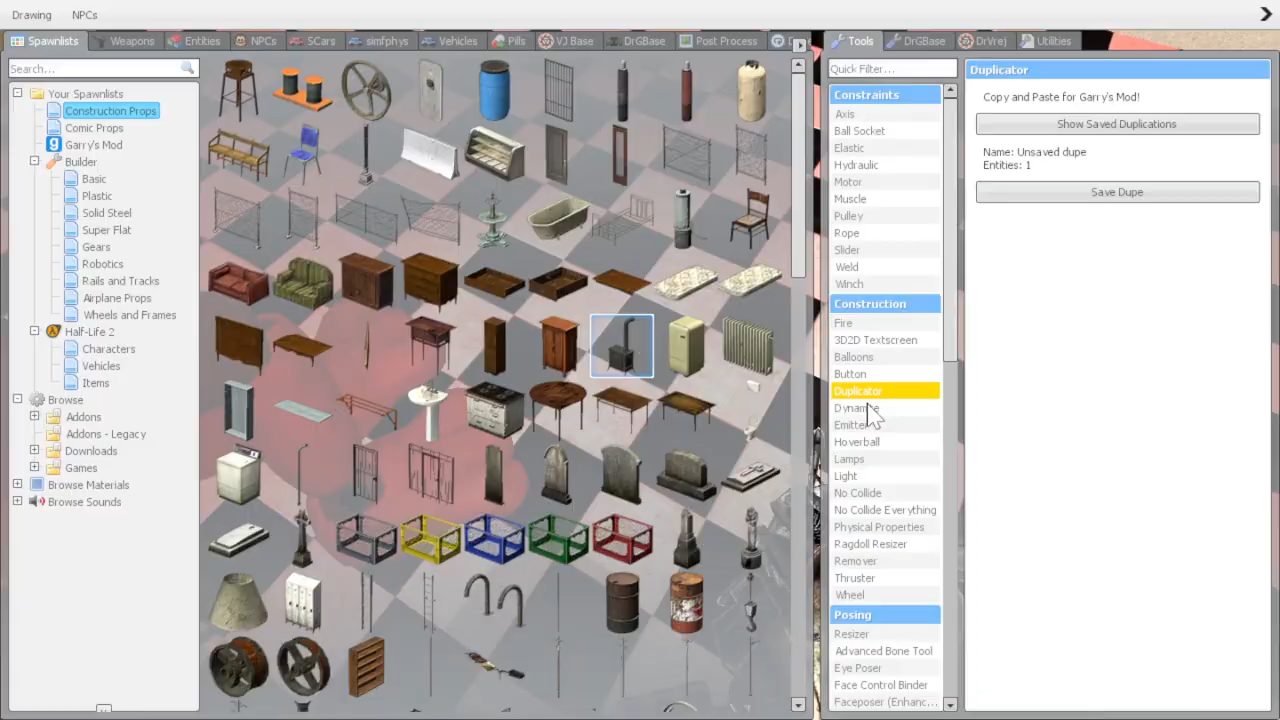 Drawing NPCs
Spawnlists Weapons Entities NPCs SCars simfphys Vehicles Pills VJ Base DrGBase Post Process
Tools DrGBase DrVrej Utilities
Search...
Your Spawnlists
Construction Props
Comic Props
Garry's Mod
Builder
Basic
Plastic
Solid Steel
Super Flat
Gears
Robotics
Rails and Tracks
Airplane Props
Wheels and Frames
Half-Life 2
Characters
Vehicles
Items
Browse
Addons
Addons - Legacy
Downloads
Games
Browse Materials
Browse Sounds
Quick Filter...
Constraints
Axis
Ball Socket
Elastic
Hydraulic
Motor
Muscle
Pulley
Rope
Slider
Weld
Winch
Construction
Fire
3D2D Textscreen
Balloons
Button
Duplicator
Dynamite
Emitter
Hoverball
Lamps
Light
No Collide
No Collide Everything
Physical Properties
Ragdoll Resizer
Remover
Thruster
Wheel
Posing
Resizer
Advanced Bone Tool
Eye Poser
Face Control Binder
Faceposer (Enhanc...
Duplicator
Copy and Paste for Garry's Mod!
Show Saved Duplications
Name: Unsaved dupe
Entities: 1
Save Dupe